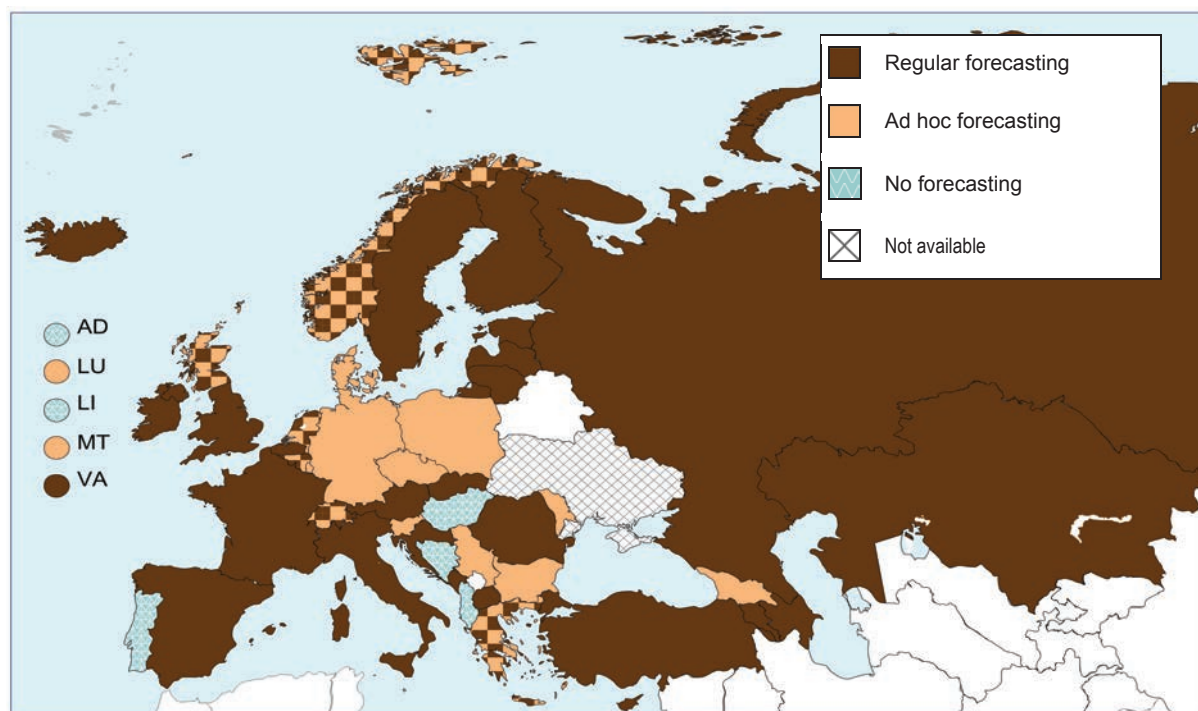 Regular forecasting
Ad hoc forecasting
No forecasting
Not available
AD
LU
LI
MT
VA